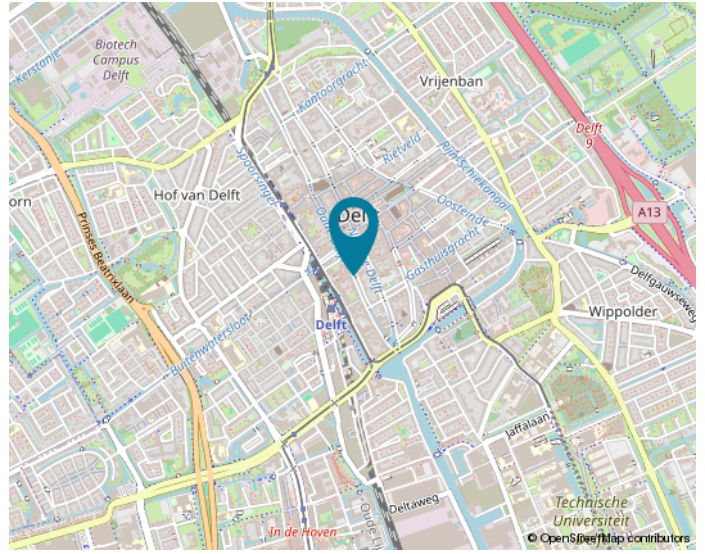 Biotech
Campus
Delft
Kerstanje
Kantoorgracht
Vrijenban
Delft
9
Rietveld
Rijn-Schiekanaal
Spoorsingel
Hof van Delft
Oosteinde
A13
Prinses Beatrixlaan
Gasthuisgracht
Delfgauwseweg
Delft
Wippolder
Buitenwatersloot
Jaffalaan
Deltaweg
In de Hoven
Technische
Universiteit
© OpenStreetMap contributors